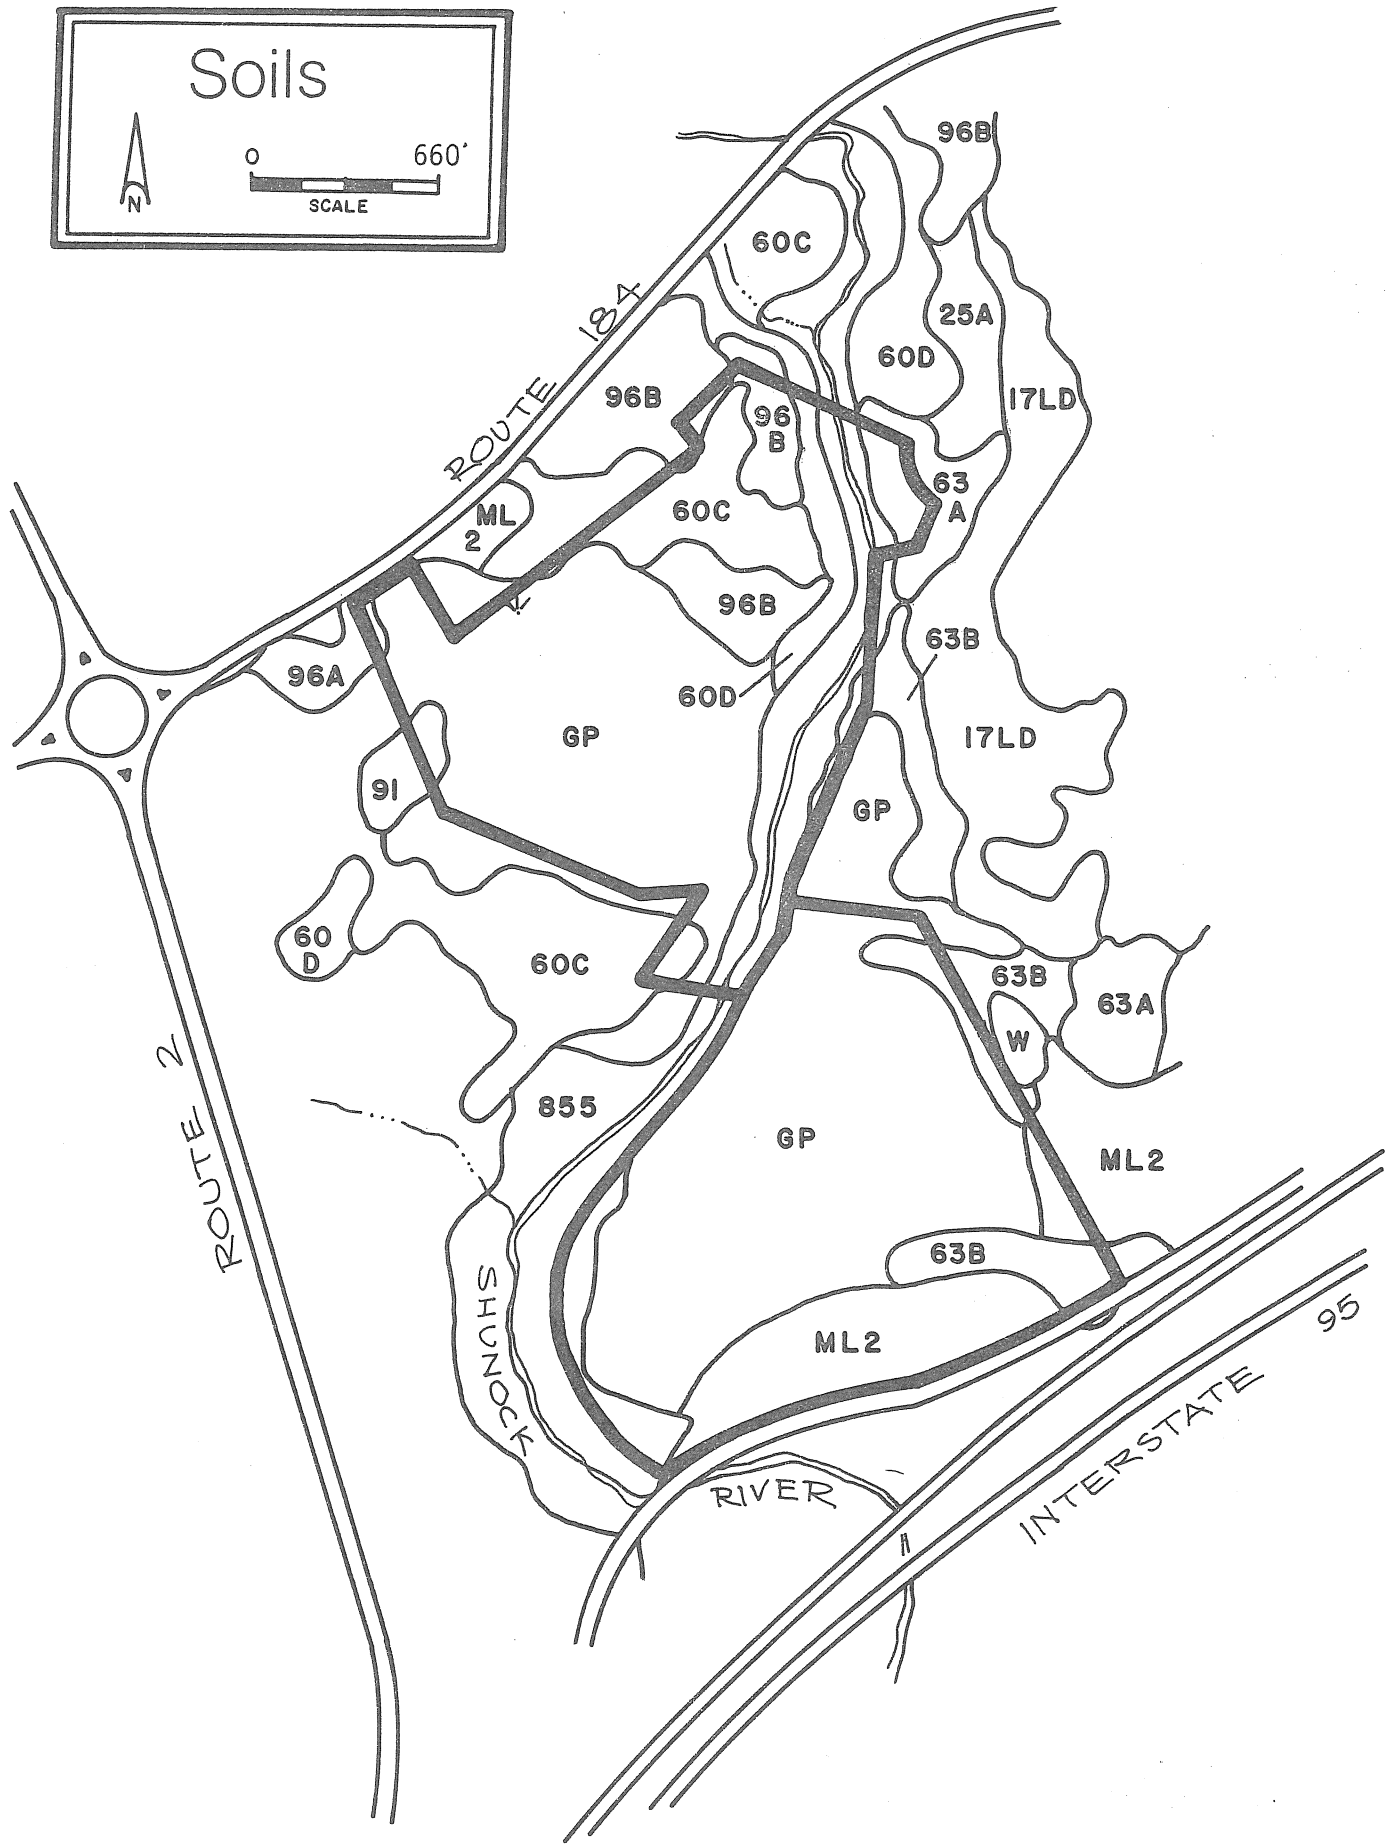 Soils
0 660'
N
SCALE
96B
60C
25A
60D
17LD
ROUTE 184
96B
96
B
63
A
60C
ML
2
96B
63B
96A
60D
GP
17LD
91
GP
60
D
60C
63B
63A
W
ROUTE 2
855
GP
ML2
63B
SHUNOCK
ML2
RIVER
INTERSTATE 95